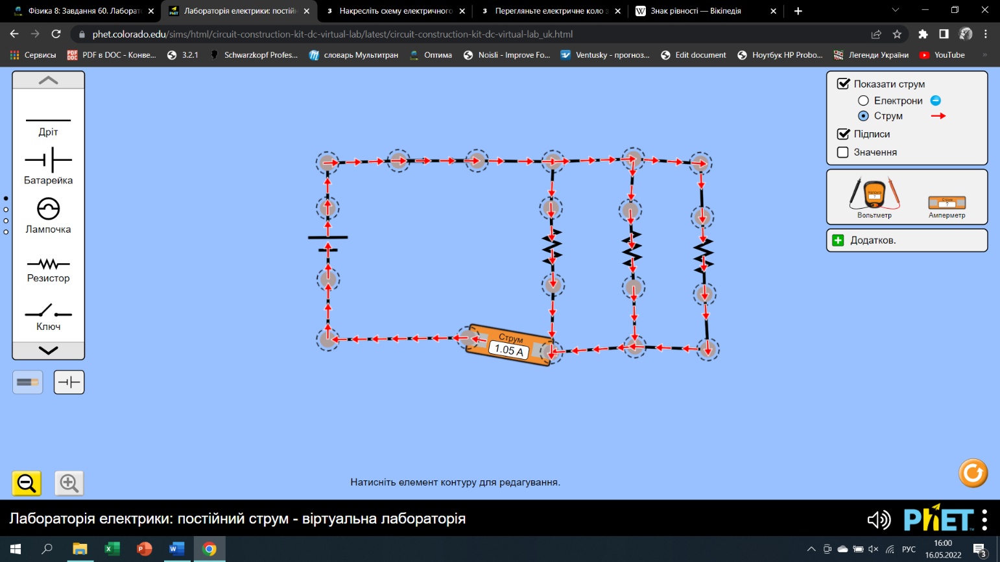 Фізика 8: Завдання 60. Лаборат
Лабораторія електрики: постійн
Накресліть схему електричного
Перегляньте електричне коло з
Знак рівності — Вікіпедія
phet.colorado.edu/sims/html/circuit-construction-kit-dc-virtual-lab/latest/circuit-construction-kit-dc-virtual-lab_uk.html
Сервисы
PDF в DOC - Конве...
3.2.1
Schwarzkopf Profes...
словарь Мультитран
Оптима
Noisli - Improve Fo...
Ventusky - прогноз...
Edit document
Ноутбук HP Probo...
Легенди України
YouTube
Дріт
Батарейка
Лампочка
Резистор
Ключ
Струм
1.05 А
Показати струм
Електрони
Струм
Підписи
Значення
Напруга
?
Вольтметр
Струм
?
Амперметр
Додатков.
Натисніть елемент контуру для редагування.
Лабораторія електрики: постійний струм - віртуальна лабораторія
PhET
РУС
16:00
16.05.2022
3